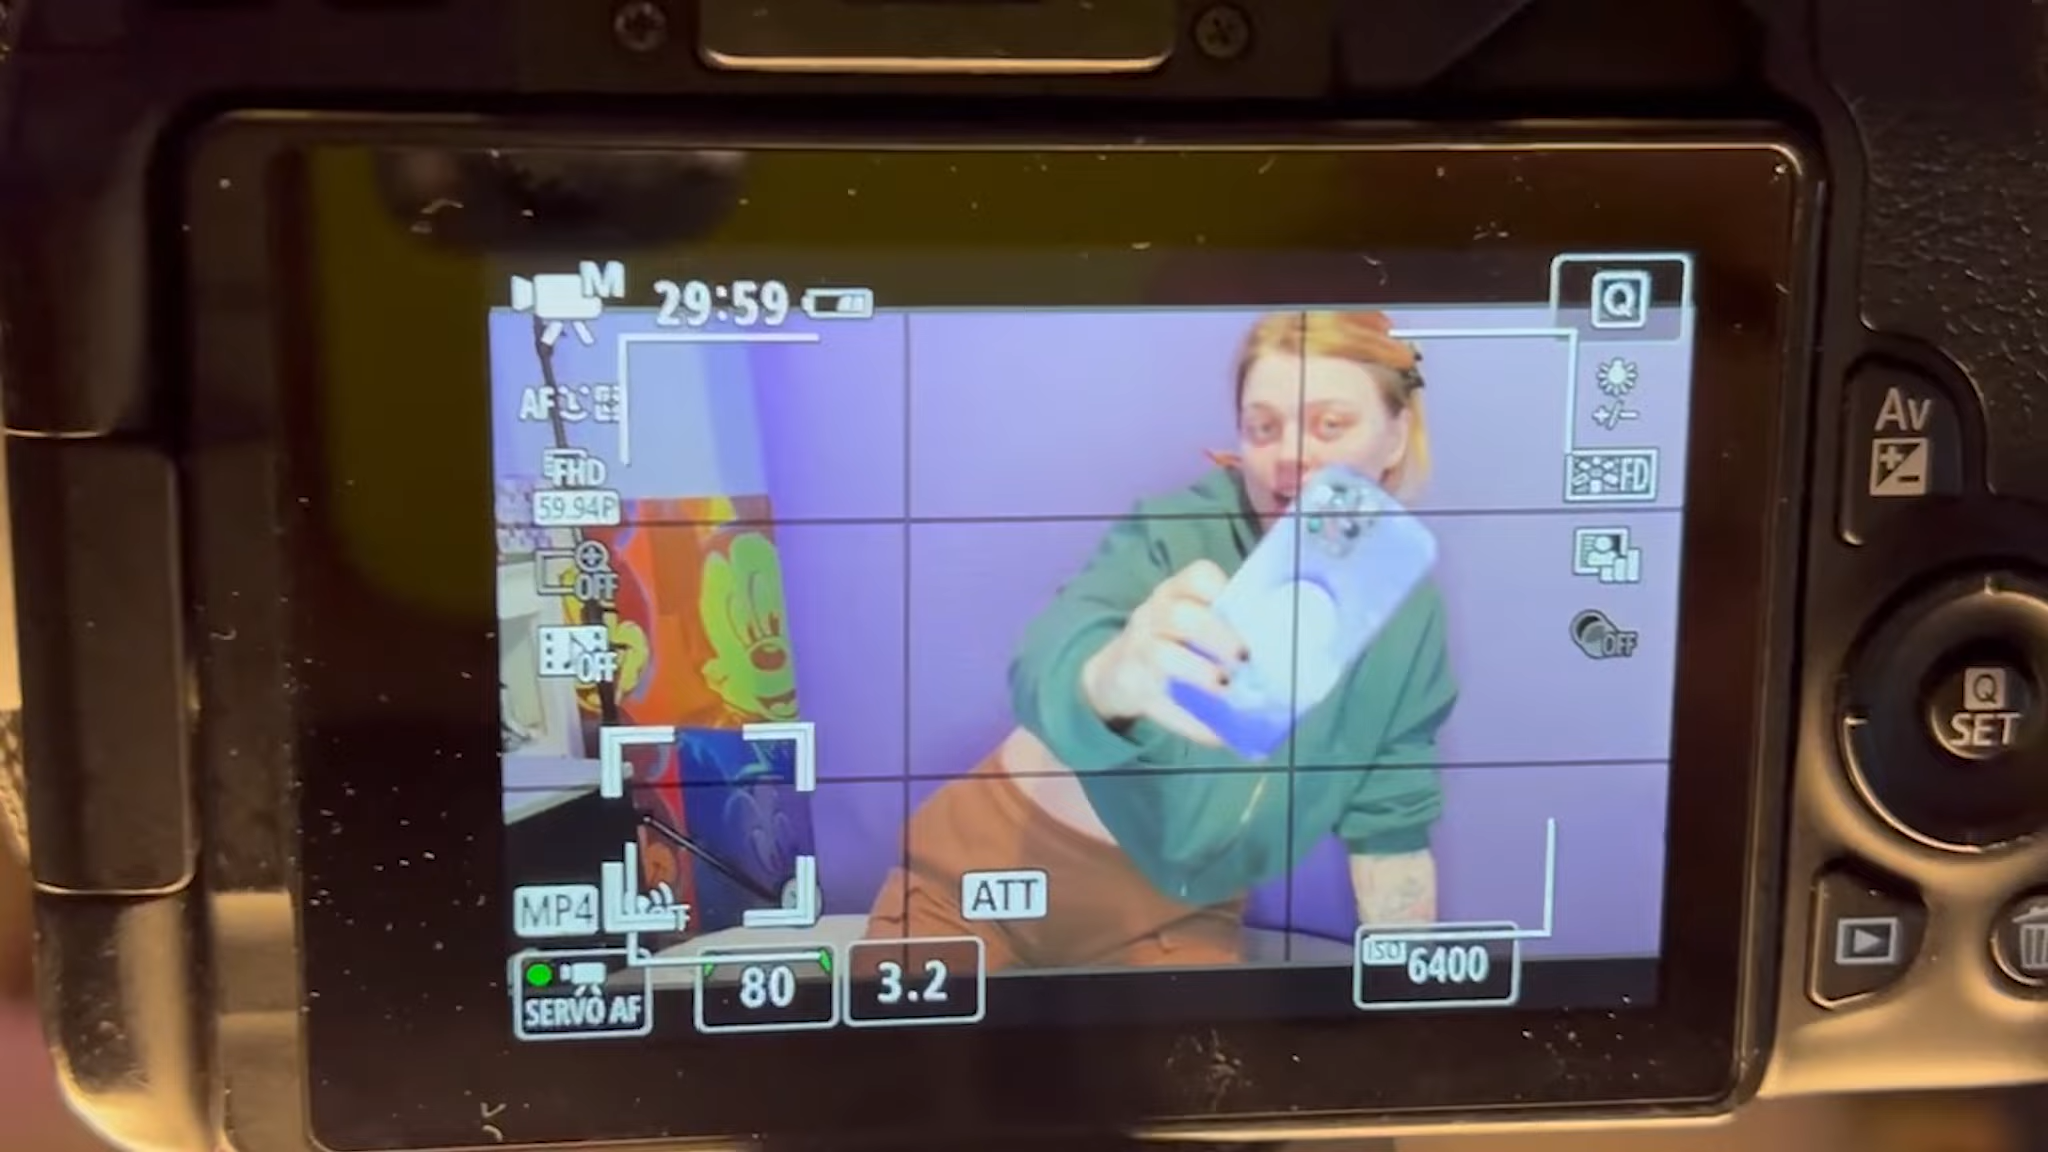 M
29:59
Q
AF
FHD
59.94P
FD
OFF
OFF
OFF
MP4
ATT
SERVO AF
80
3.2
ISO 6400
Av
Q
SET